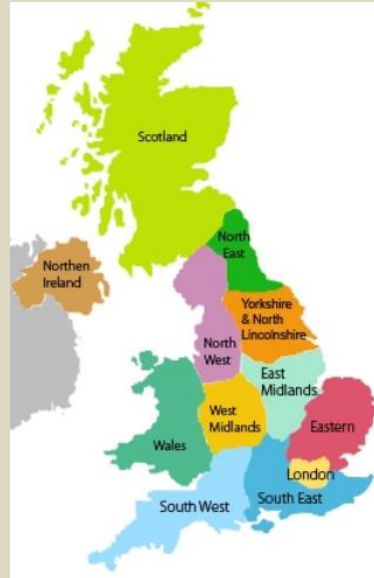 Scotland
North
East
Northen
Ireland
Yorkshire
& North
Lincolnshire
North
West
East
Midlands
West
Midlands
Eastern
Wales
London
South West
South East